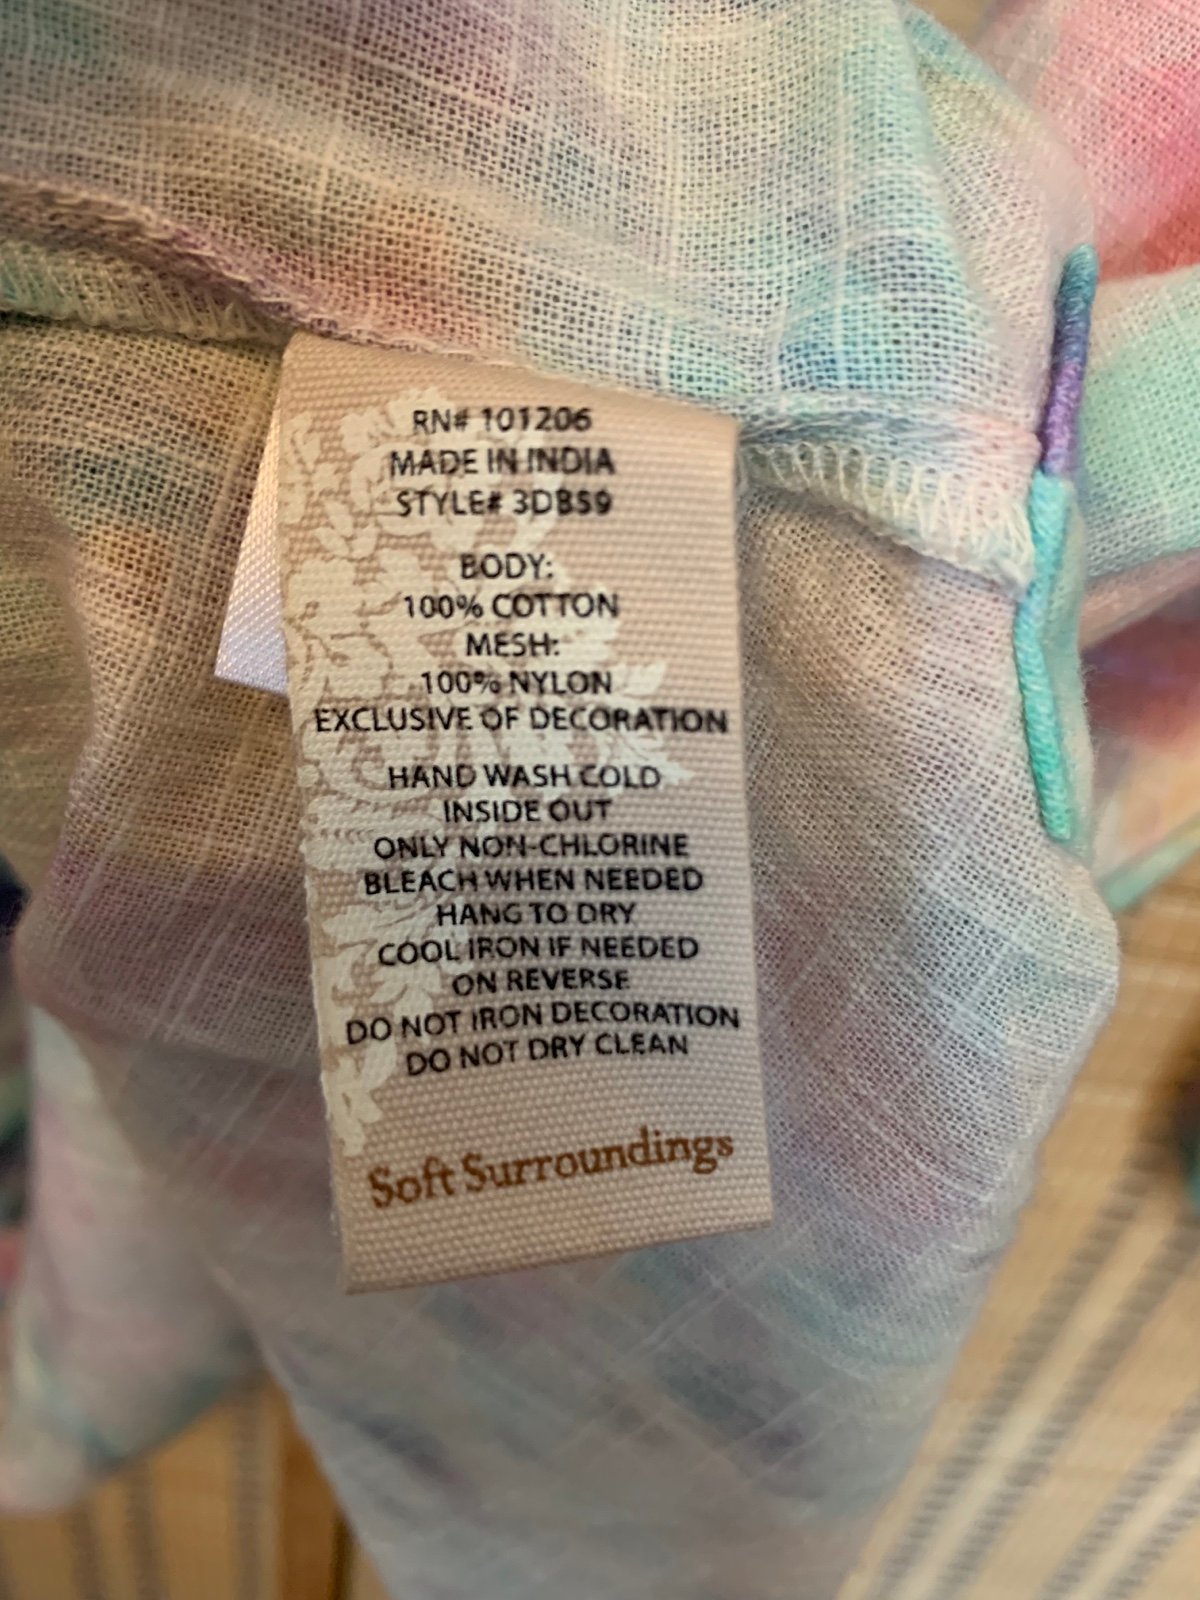 RN# 101206
MADE IN INDIA
STYLE# 3DB59
BODY:
100% COTTON
MESH:
100% NYLON
EXCLUSIVE OF DECORATION
HAND WASH COLD
INSIDE OUT
ONLY NON-CHLORINE
BLEACH WHEN NEEDED
HANG TO DRY
COOL IRON IF NEEDED
ON REVERSE
DO NOT IRON DECORATION
DO NOT DRY CLEAN
Soft Surroundings